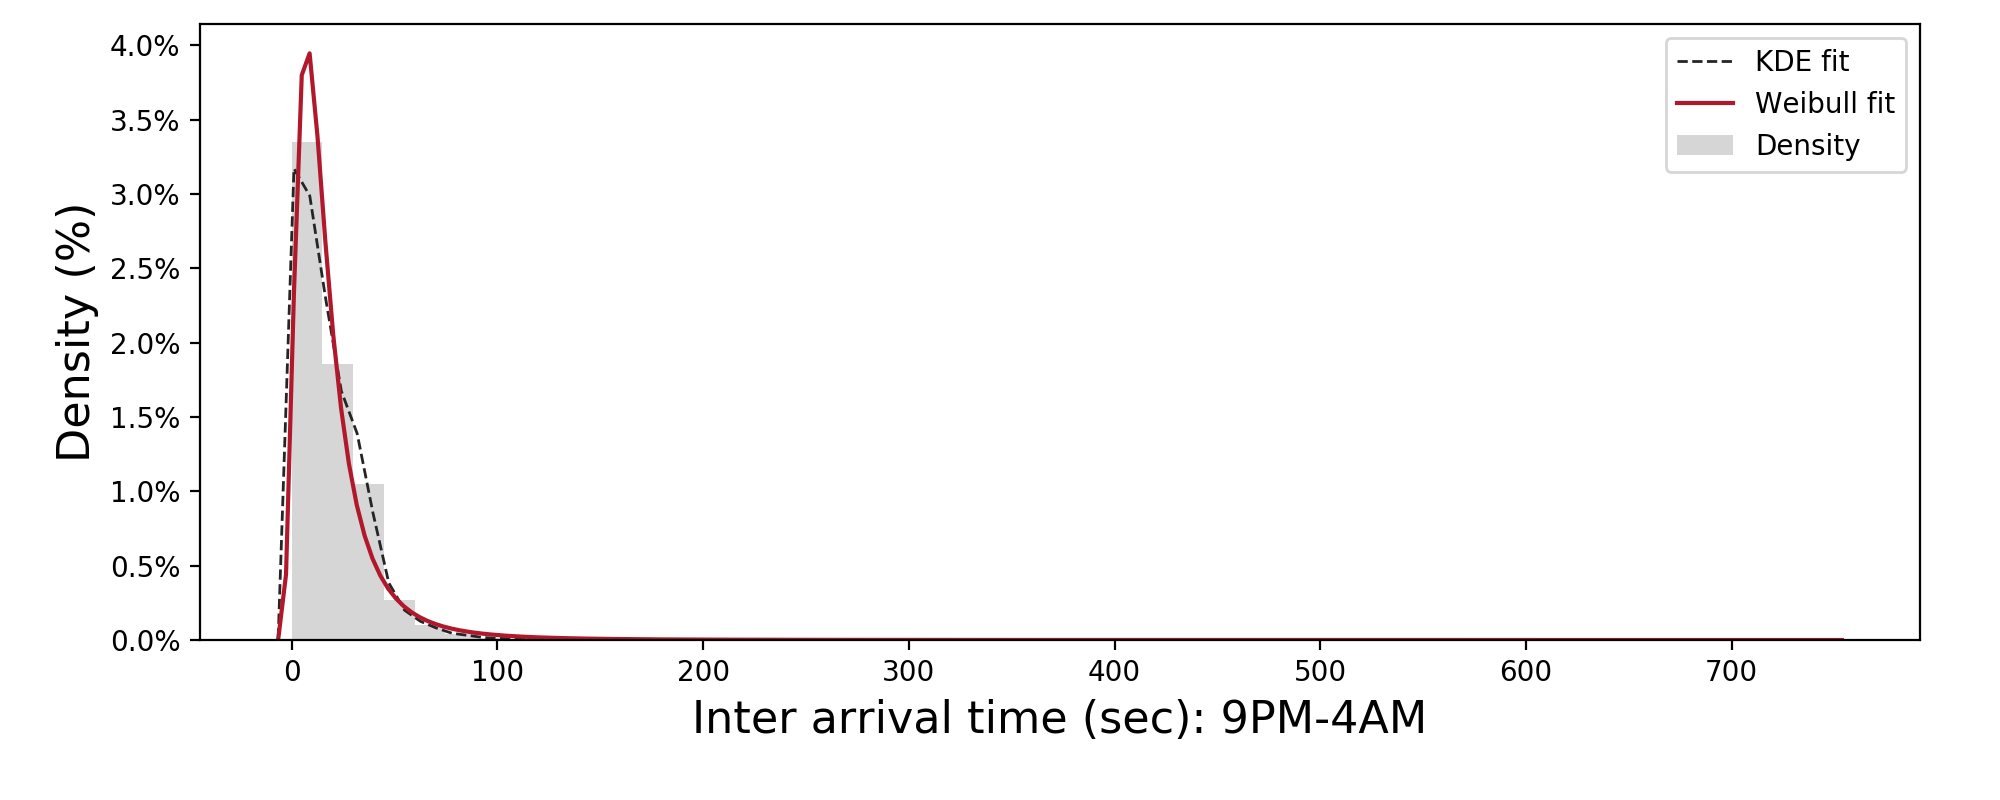 4.0%
3.5%
3.0%
2.5%
2.0%
1.5%
1.0%
0.5%
0.0%
Density (%)
KDE fit
Weibull fit
Density
0 100 200 300 400 500 600 700
Inter arrival time (sec): 9PM-4AM